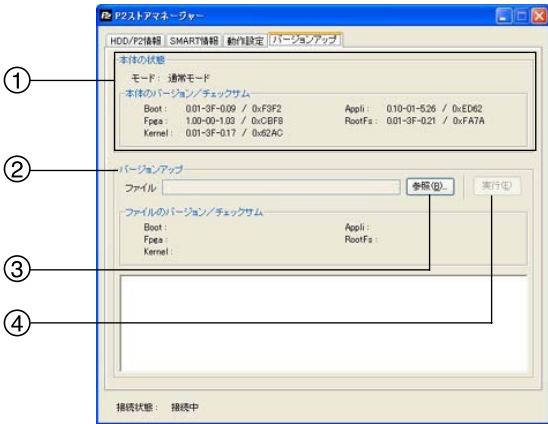 P2ストアマネージャー
HDD/P2情報 SMART情報 動作設定 バージョンアップ
① 本体の状態
モード： 通常モード
本体のバージョン／チェックサム
Boot : 0.01-3F-0.09 / 0xF3F2 Appli : 0.10-01-5.26 / 0xED62
Fpga : 1.00-00-1.03 / 0xCBF8 RootFs : 0.01-3F-0.21 / 0xFA7A
Kernel : 0.01-3F-0.17 / 0x62AC
② バージョンアップ
ファイル 参照(B)... 実行(E)
ファイルのバージョン／チェックサム
Boot : Appli :
Fpga : RootFs :
Kernel :
③
④
接続状態： 接続中